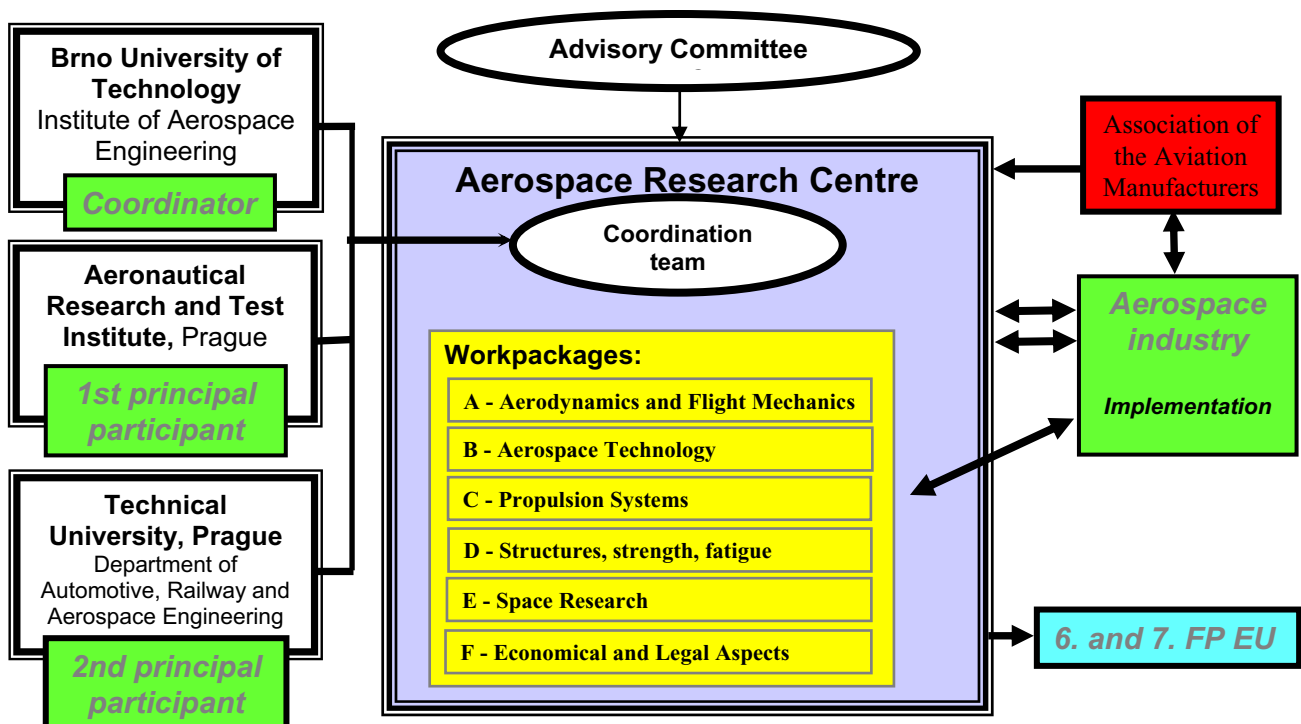 Advisory Committee
Brno University of
Technology
Institute of Aerospace
Engineering
Coordinator
Aeronautical
Research and Test
Institute, Prague
1st principal
participant
Technical
University, Prague
Department of
Automotive, Railway and
Aerospace Engineering
2nd principal
participant
Aerospace Research Centre
Coordination
team
Workpackages:
A - Aerodynamics and Flight Mechanics
B - Aerospace Technology
C - Propulsion Systems
D - Structures, strength, fatigue
E - Space Research
F - Economical and Legal Aspects
Association of
the Aviation
Manufacturers
Aerospace
industry
Implementation
6. and 7. FP EU